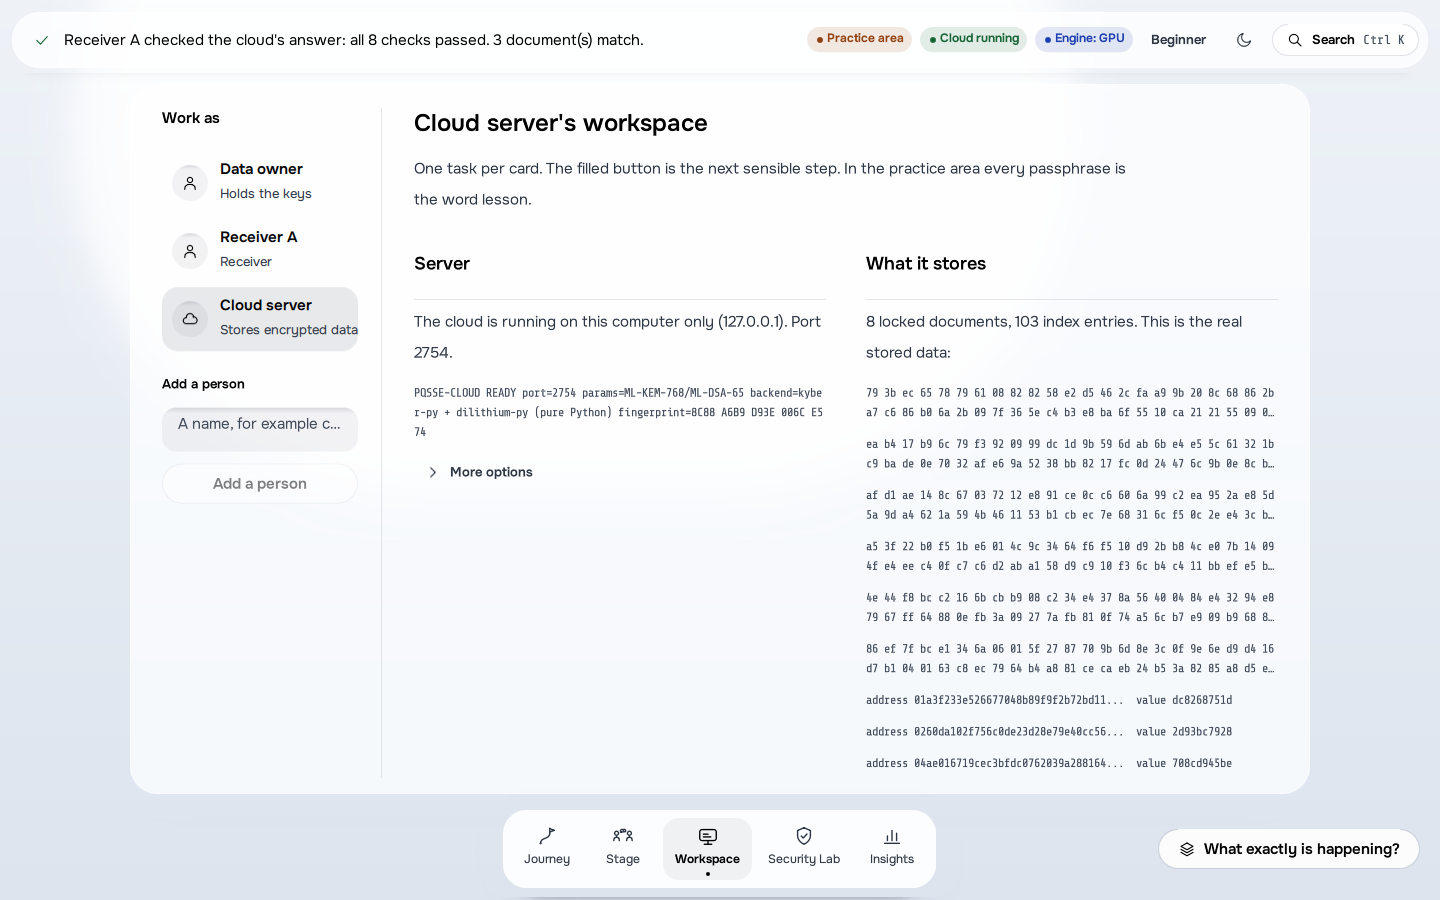 Receiver A checked the cloud's answer: all 8 checks passed. 3 document(s) match.
Practice area
Cloud running
Engine: GPU
Beginner
Search Ctrl K
Work as
Data owner
Holds the keys
Receiver A
Receiver
Cloud server
Stores encrypted data
Add a person
A name, for example c...
Add a person
Cloud server's workspace
One task per card. The filled button is the next sensible step. In the practice area every passphrase is
the word lesson.
Server
The cloud is running on this computer only (127.0.0.1). Port
2754.
PQSSE-CLOUD READY port=2754 params=ML-KEM-768/ML-DSA-65 backend=kybe
r-py + dilithium-py (pure Python) fingerprint=8C88 A6B9 D93E 006C E5
74
More options
What it stores
8 locked documents, 103 index entries. This is the real
stored data:
79 3b ec 65 78 79 61 08 82 82 58 e2 d5 46 2c fa a9 9b 20 8c 68 86 2b
a7 c6 86 b0 6a 2b 09 7f 36 5e c4 b3 e8 ba 6f 55 10 ca 21 21 55 09 0…
ea b4 17 b9 6c 79 f3 92 09 99 dc 1d 9b 59 6d ab 6b e4 e5 5c 61 32 1b
c9 ba de 0e 70 32 af e6 9a 52 38 bb 82 17 fc 0d 24 47 6c 9b 0e 8c b…
af d1 ae 14 8c 67 03 72 12 e8 91 ce 0c c6 60 6a 99 c2 ea 95 2a e8 5d
5a 9d a4 62 1a 59 4b 46 11 53 b1 cb ec 7e 68 31 6c f5 0c 2e e4 3c b…
a5 3f 22 b0 f5 1b e6 01 4c 9c 34 64 f6 f5 10 d9 2b b8 4c e0 7b 14 09
4f e4 ee c4 0f c7 c6 d2 ab a1 58 d9 c9 10 f3 6c b4 c4 11 bb ef e5 b…
4e 44 f8 bc c2 16 6b cb b9 08 c2 34 e4 37 8a 56 40 04 84 e4 32 94 e8
79 67 ff 64 88 0e fb 3a 09 27 7a fb 81 0f 74 a5 6c b7 e9 09 b9 68 8…
86 ef 7f bc e1 34 6a 06 01 5f 27 87 70 9b 6d 8e 3c 0f 9e 6e d9 d4 16
d7 b1 04 01 63 c8 ec 79 64 b4 a8 81 ce ca eb 24 b5 3a 82 85 a8 d5 e…
address 01a3f233e526677048b89f9f2b72bd11... value dc8268751d
address 0260da102f756c0de23d28e79e40cc56... value 2d93bc7928
address 04ae016719cec3bfdc0762039a288164... value 708cd945be
Journey
Stage
Workspace
Security Lab
Insights
What exactly is happening?